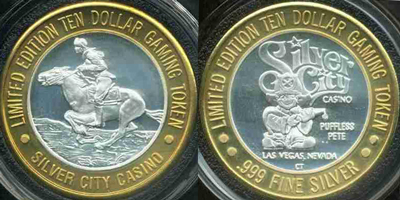 LIMITED EDITION TEN DOLLAR GAMING TOKEN
SILVER CITY CASINO
LIMITED EDITION TEN DOLLAR GAMING TOKEN
Silver
City
CASINO
PUFFLESS
PETE
LAS VEGAS, NEVADA
CT
.999 FINE SILVER